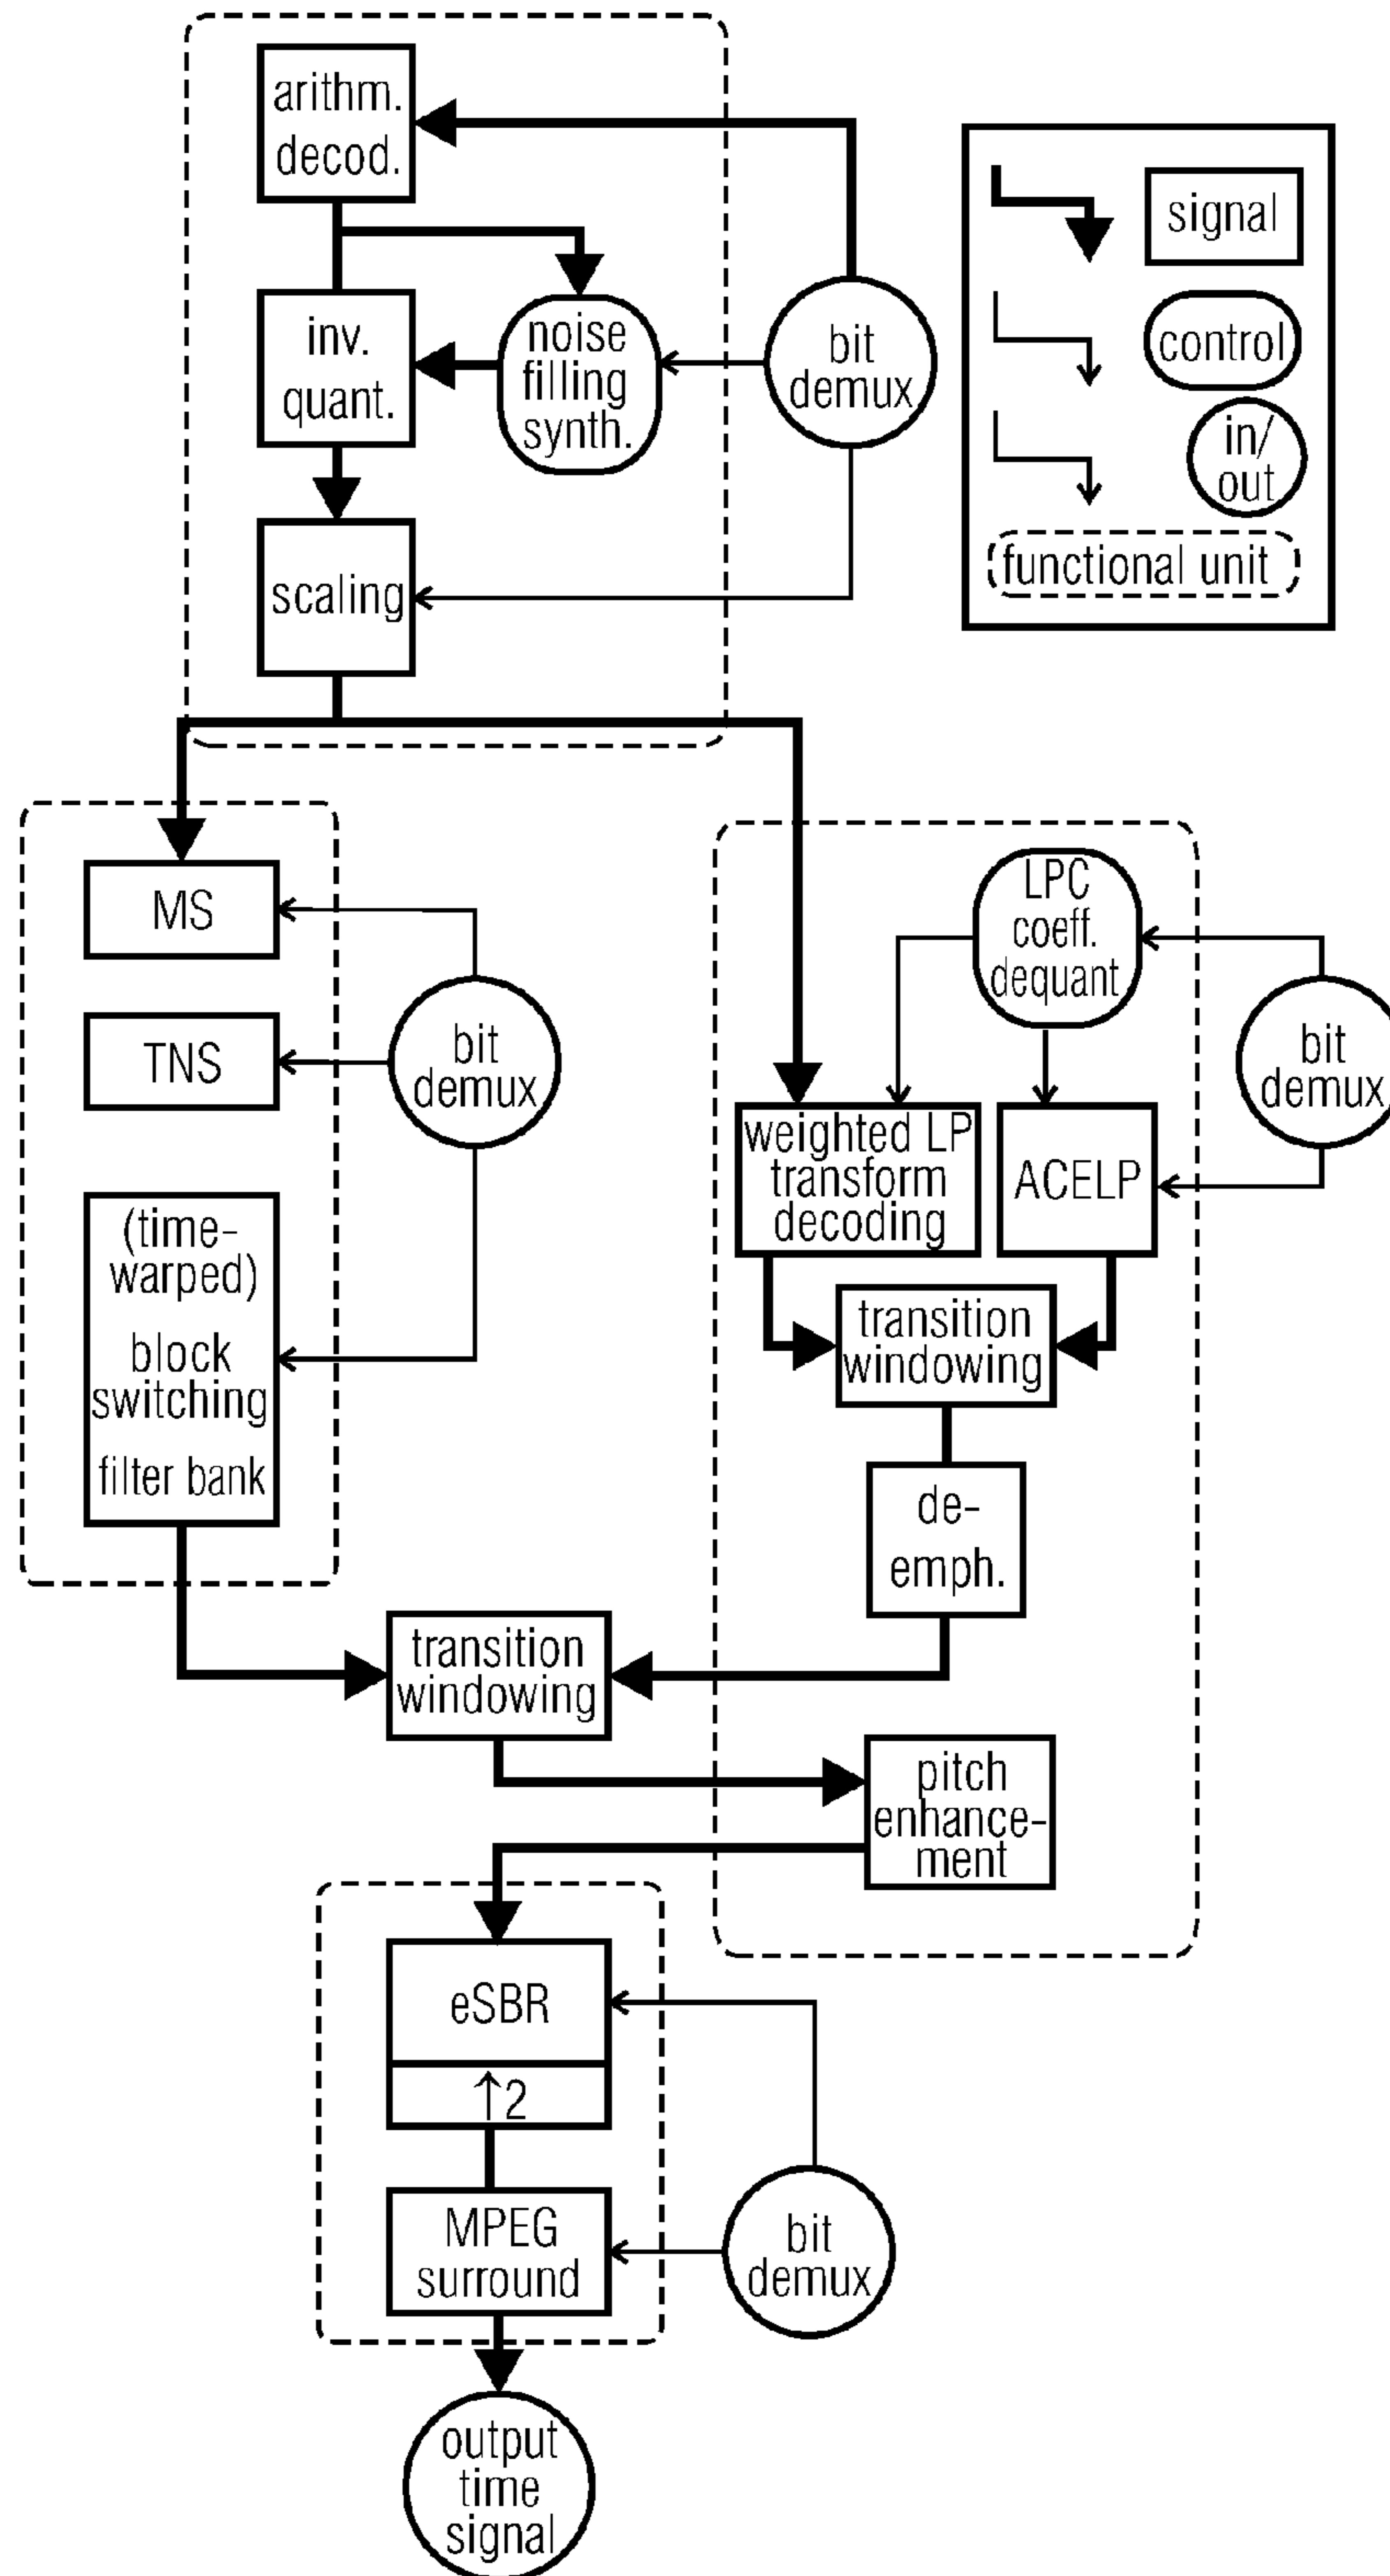 arithm.
decod.
inv.
quant.
noise
filling
synth.
bit
demux
signal
control
in/
out
functional unit
scaling
MS
TNS
bit
demux
(time-
warped)
block
switching
filter bank
LPC
coeff.
dequant
bit
demux
weighted LP
transform
decoding
ACELP
transition
windowing
de-
emph.
transition
windowing
pitch
enhance-
ment
eSBR
↑2
MPEG
surround
bit
demux
output
time
signal